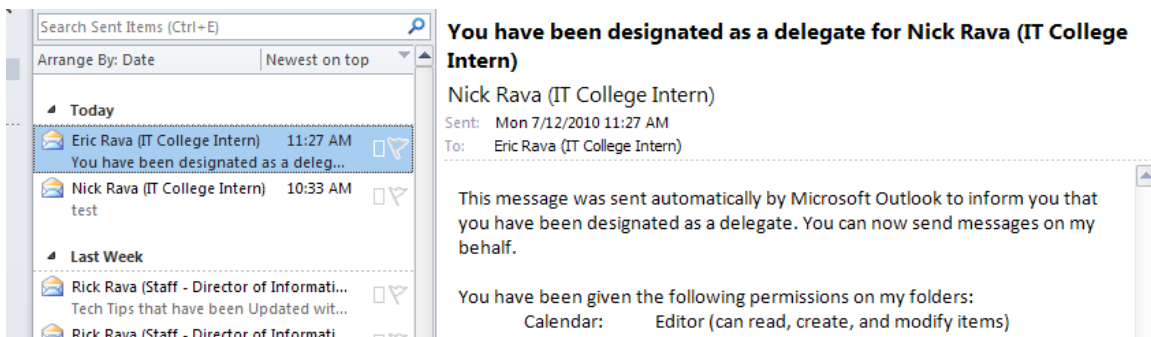 Search Sent Items (Ctrl+E)
Arrange By: Date Newest on top
Today
Eric Rava (IT College Intern) 11:27 AM
You have been designated as a deleg...
Nick Rava (IT College Intern) 10:33 AM
test
Last Week
Rick Rava (Staff - Director of Informati...
Tech Tips that have been Updated wit...
Rick Rava (Staff - Director of Informati...
You have been designated as a delegate for Nick Rava (IT College
Intern)
Nick Rava (IT College Intern)
Sent: Mon 7/12/2010 11:27 AM
To: Eric Rava (IT College Intern)
This message was sent automatically by Microsoft Outlook to inform you that
you have been designated as a delegate. You can now send messages on my
behalf.
You have been given the following permissions on my folders:
Calendar: Editor (can read, create, and modify items)